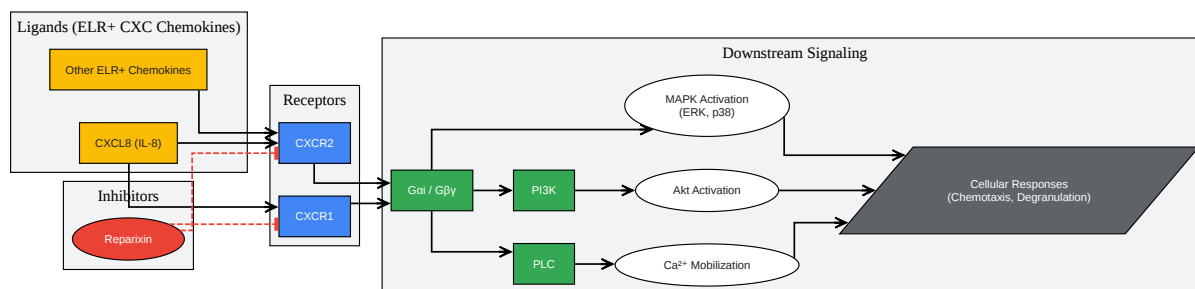 Ligands (ELR+ CXC Chemokines)
Other ELR+ Chemokines
CXCL8 (IL-8)
Inhibitors
Reparixin
Receptors
CXCR2
CXCR1
Downstream Signaling
MAPK Activation
(ERK, p38)
Gαi / Gβγ
PI3K
Akt Activation
PLC
Ca²⁺ Mobilization
Cellular Responses
(Chemotaxis, Degranulation)